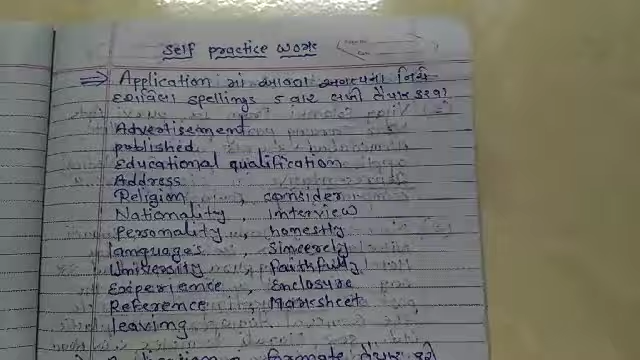 Self practice work
⇒ Application માં આવતા અગત્યના નિચે
દર્શાવેલા spellings 5 વાર લખી તૈયાર કરવા
Advertisement
published
Educational qualification
Address
Religion , consider
Nationality , interview
Personality , honestly
languages , Sincerely
University , faithfully
Experience , Enclosure
Reference , Marksheet
leaving
તૈયાર કરો